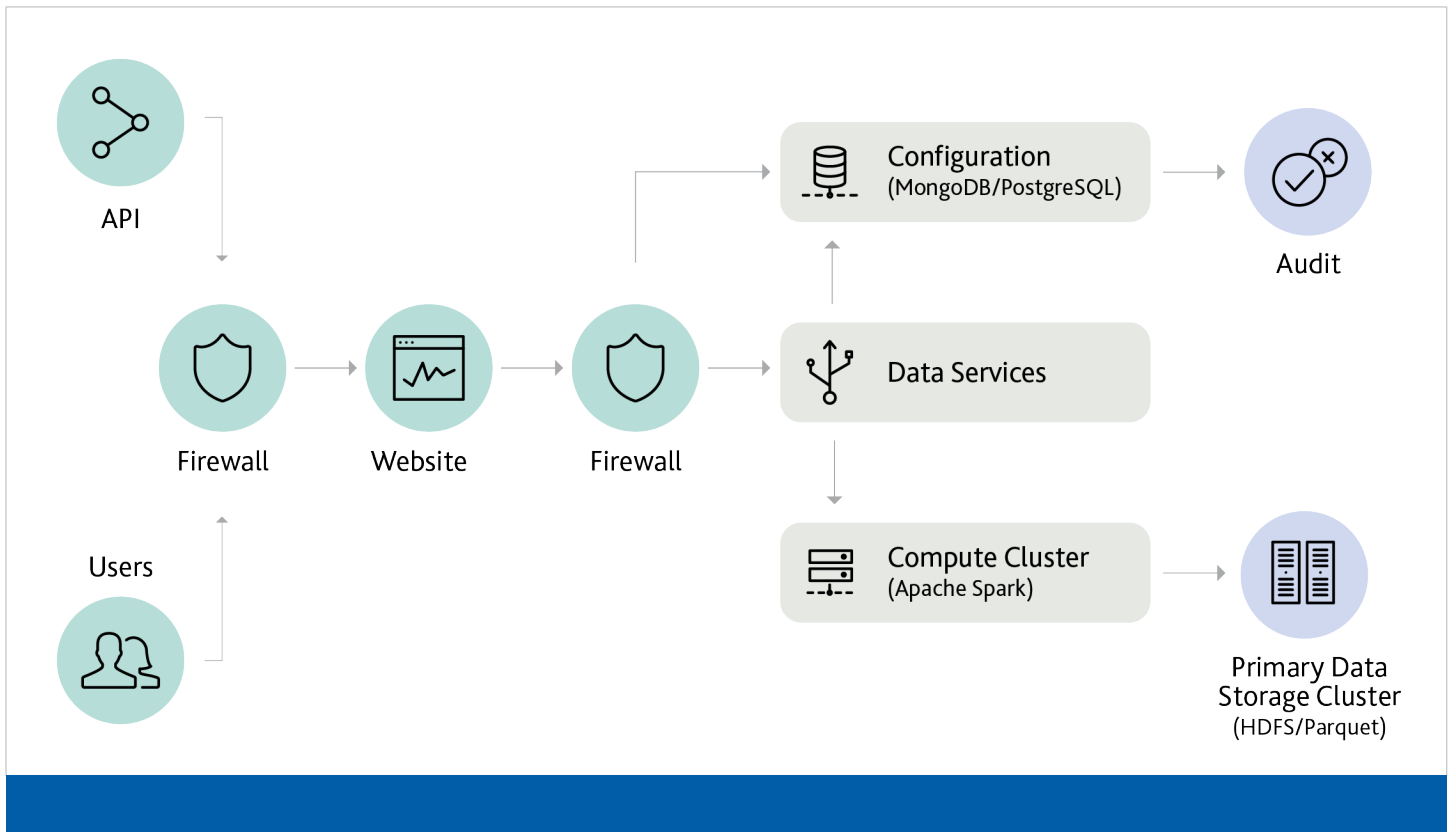 API
Configuration
(MongoDB/PostgreSQL)
Audit
Firewall
Website
Firewall
Data Services
Users
Compute Cluster
(Apache Spark)
Primary Data
Storage Cluster
(HDFS/Parquet)